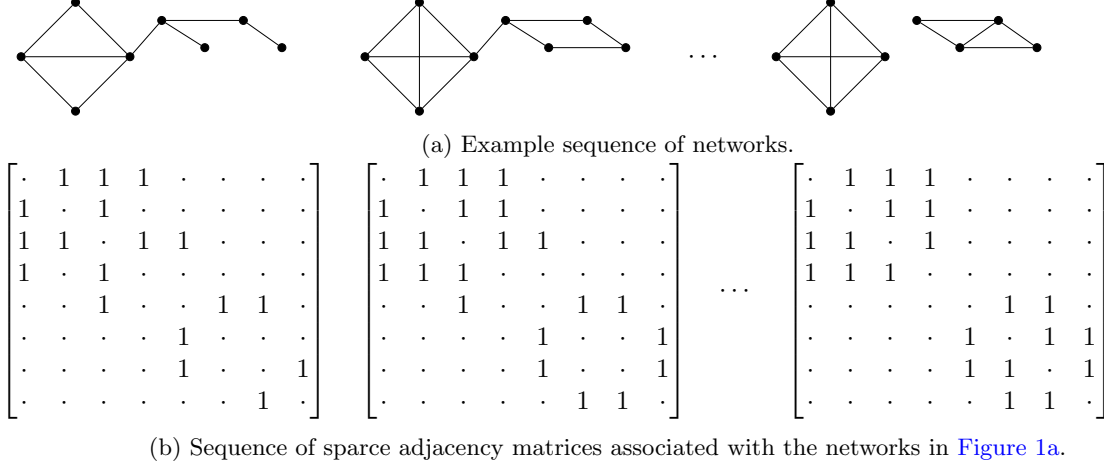 · · ·
(a) Example sequence of networks.
· 1 1 1 · · · ·
1 · 1 · · · · ·
1 1 · 1 1 · · ·
1 · 1 · · · · ·
· · 1 · · 1 1 ·
· · · · 1 · · ·
· · · · 1 · · 1
· · · · · · 1 ·
· 1 1 1 · · · ·
1 · 1 1 · · · ·
1 1 · 1 1 · · ·
1 1 1 · · · · ·
· · 1 · · 1 1 ·
· · · · 1 · · 1
· · · · 1 · · 1
· · · · · 1 1 ·
· · ·
· 1 1 1 · · · ·
1 · 1 1 · · · ·
1 1 · 1 · · · ·
1 1 1 · · · · ·
· · · · · 1 1 ·
· · · · 1 · 1 1
· · · · 1 1 · 1
· · · · · 1 1 ·
(b) Sequence of sparce adjacency matrices associated with the networks in Figure 1a.